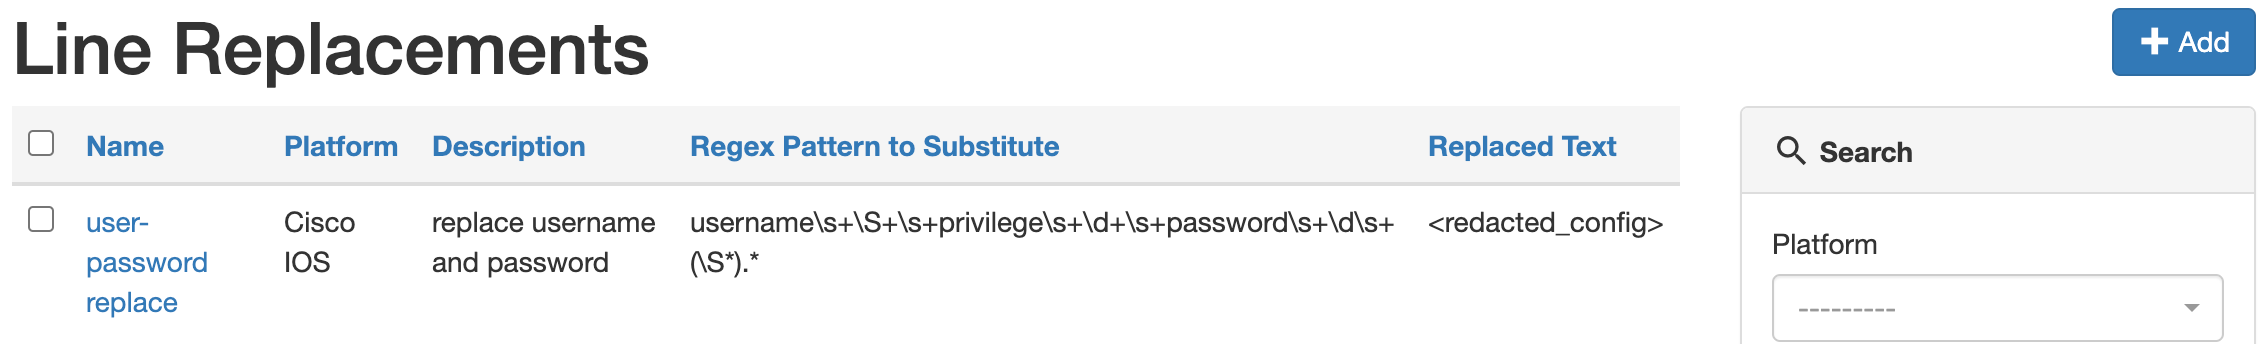 Line Replacements
Add
Name Platform Description Regex Pattern to Substitute Replaced Text
user- Cisco replace username username\s+\S+\s+privilege\s+\d+\s+password\s+\d\s+ <redacted_config>
password IOS and password (\S*).*
replace
Search
Platform
---------